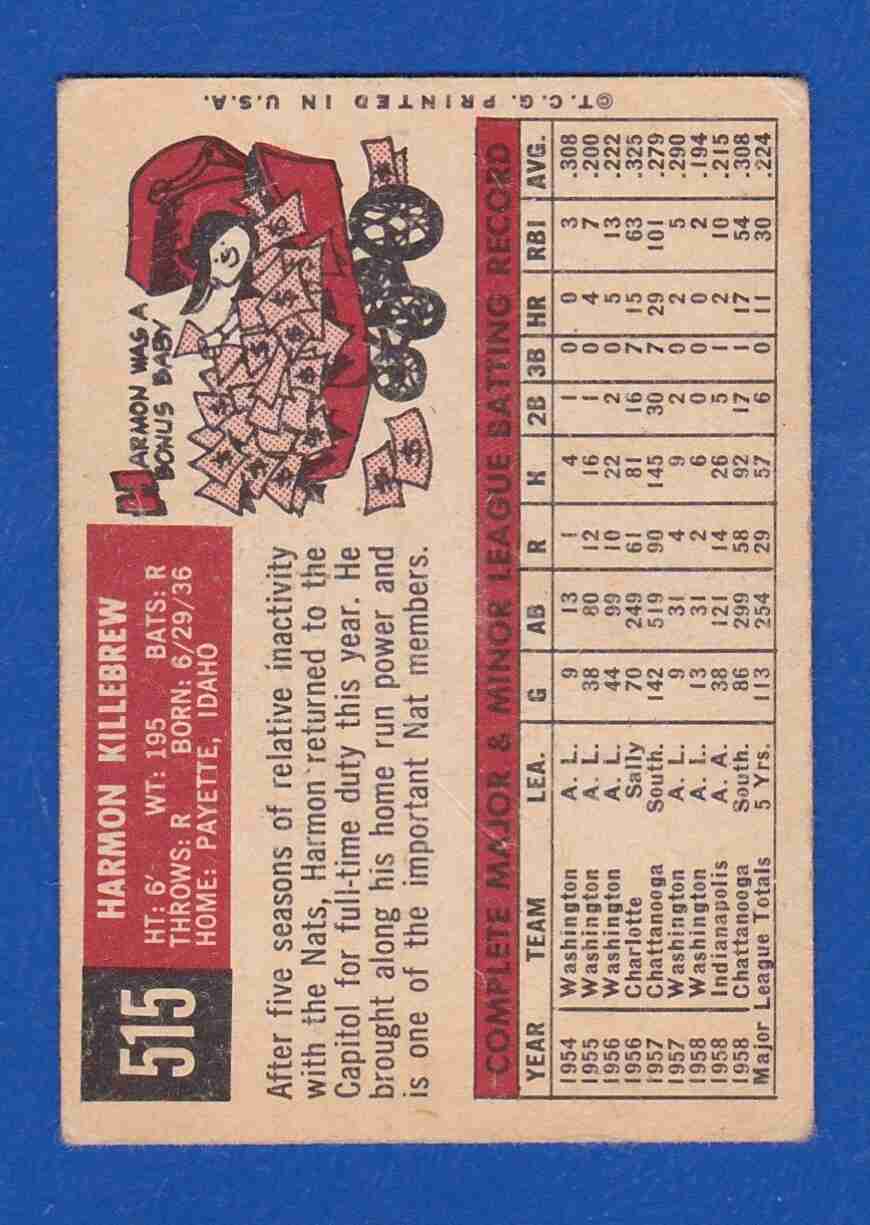 515
HARMON KILLEBREW
HT: 6' WT: 195 BATS: R
THROWS: R BORN: 6/29/36
HOME: PAYETTE, IDAHO
HARMON WAS A
BONUS BABY
After five seasons of relative inactivity
with the Nats, Harmon returned to the
Capitol for full-time duty this year. He
brought along his home run power and
is one of the important Nat members.
COMPLETE MAJOR & MINOR LEAGUE BATTING RECORD
YEAR TEAM LEA. G AB R H 2B 3B HR RBI AVG.
1954 Washington A. L. 9 13 1 4 1 0 0 3 .308
1955 Washington A. L. 38 80 12 16 1 0 4 7 .200
1956 Washington A. L. 44 99 10 22 2 0 5 13 .222
1956 Charlotte Sally 70 249 61 81 16 7 15 63 .325
1957 Chattanooga South. 142 519 90 145 30 7 29 101 .279
1957 Washington A. L. 9 31 4 9 2 0 2 5 .290
1958 Washington A. L. 13 31 2 6 0 0 0 2 .194
1958 Indianapolis A. A. 38 121 14 26 5 1 2 10 .215
1958 Chattanooga South. 86 299 58 92 17 1 17 54 .308
Major League Totals 5 Yrs. 113 254 29 57 6 0 11 30 .224
©T.C.G. PRINTED IN U.S.A.